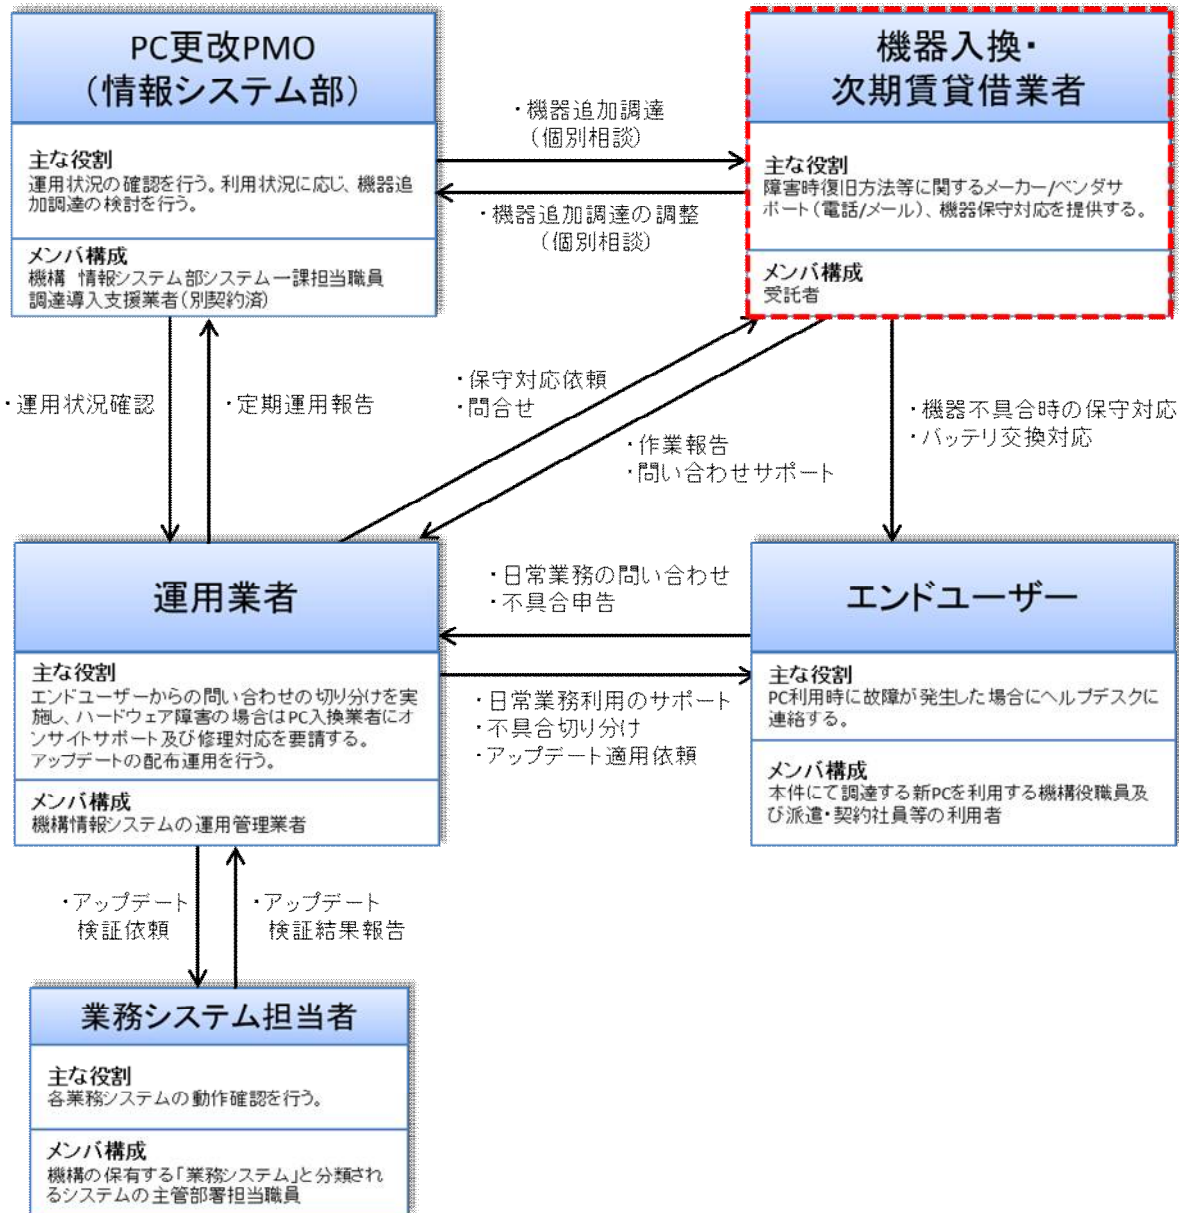 PC更改PMO
（情報システム部）
主な役割
運用状況の確認を行う。利用状況に応じ、機器追
加調達の検討を行う。
メンバ構成
機構　情報システム部システム一課担当職員
調達導入支援業者（別契約済）
・機器追加調達
（個別相談）
・機器追加調達の調整
（個別相談）
機器入換・
次期賃貸借業者
主な役割
障害時復旧方法等に関するメーカー/ベンダサ
ポート（電話/メール）、機器保守対応を提供する。
メンバ構成
受託者
・運用状況確認
・定期運用報告
・保守対応依頼
・問合せ
・作業報告
・問い合わせサポート
・機器不具合時の保守対応
・バッテリ交換対応
運用業者
主な役割
エンドユーザーからの問い合わせの切り分けを実
施し、ハードウェア障害の場合はPC入換業者にオ
ンサイトサポート及び修理対応を要請する。
アップデートの配布運用を行う。
メンバ構成
機構情報システムの運用管理業者
・日常業務の問い合わせ
・不具合申告
・日常業務利用のサポート
・不具合切り分け
・アップデート適用依頼
エンドユーザー
主な役割
PC利用時に故障が発生した場合にヘルプデスクに
連絡する。
メンバ構成
本件にて調達する新PCを利用する機構役職員及
び派遣・契約社員等の利用者
・アップデート
検証依頼
・アップデート
検証結果報告
業務システム担当者
主な役割
各業務システムの動作確認を行う。
メンバ構成
機構の保有する「業務システム」と分類され
るシステムの主管部署担当職員